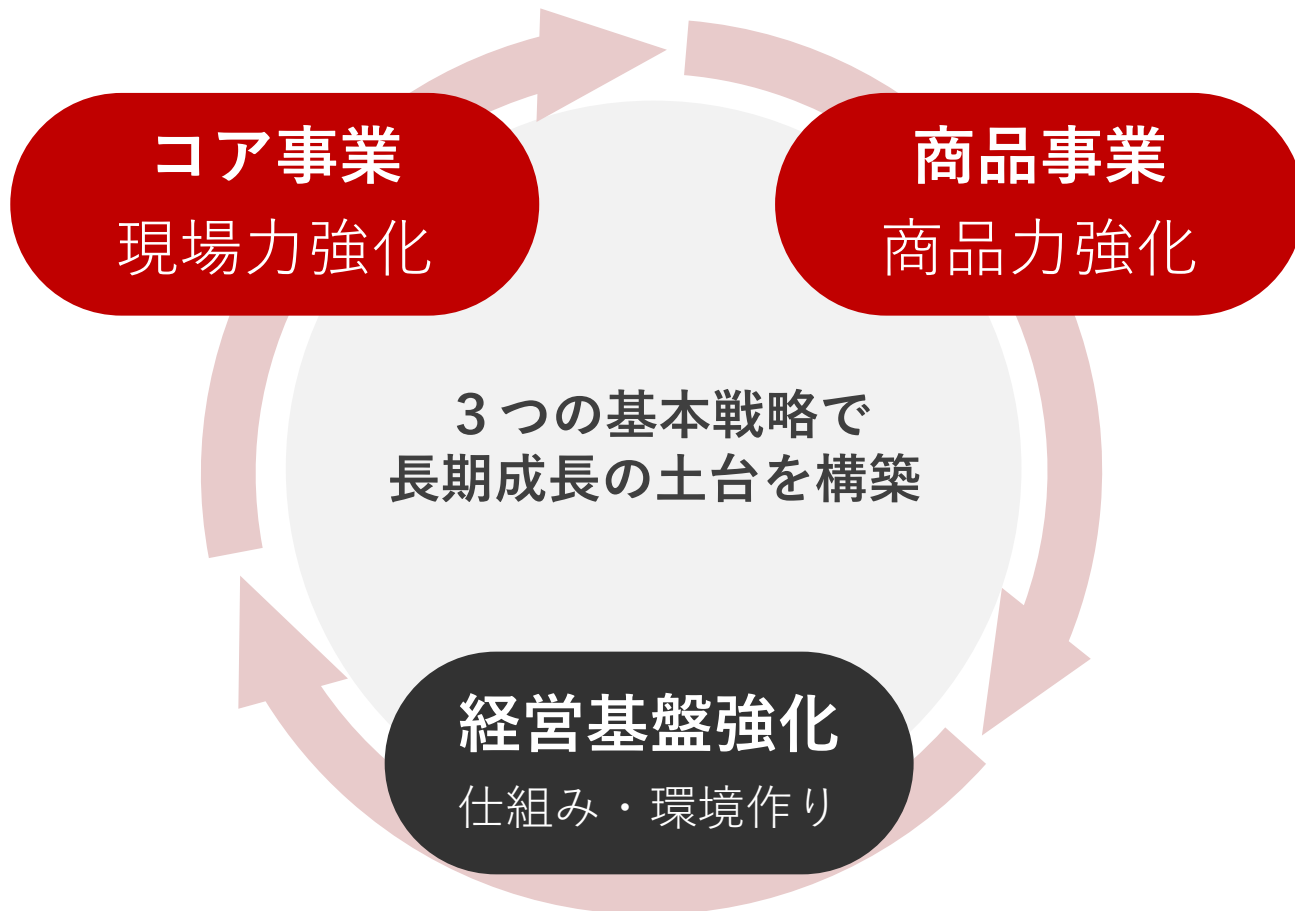 コア事業
現場力強化
商品事業
商品力強化
３つの基本戦略で
長期成長の土台を構築
経営基盤強化
仕組み・環境作り